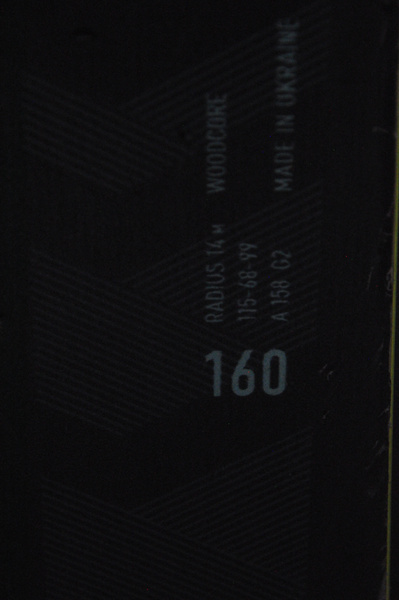 RADIUS 14 M WOODCORE
115-68-99
A 158 G2 MADE IN UKRAINE
160